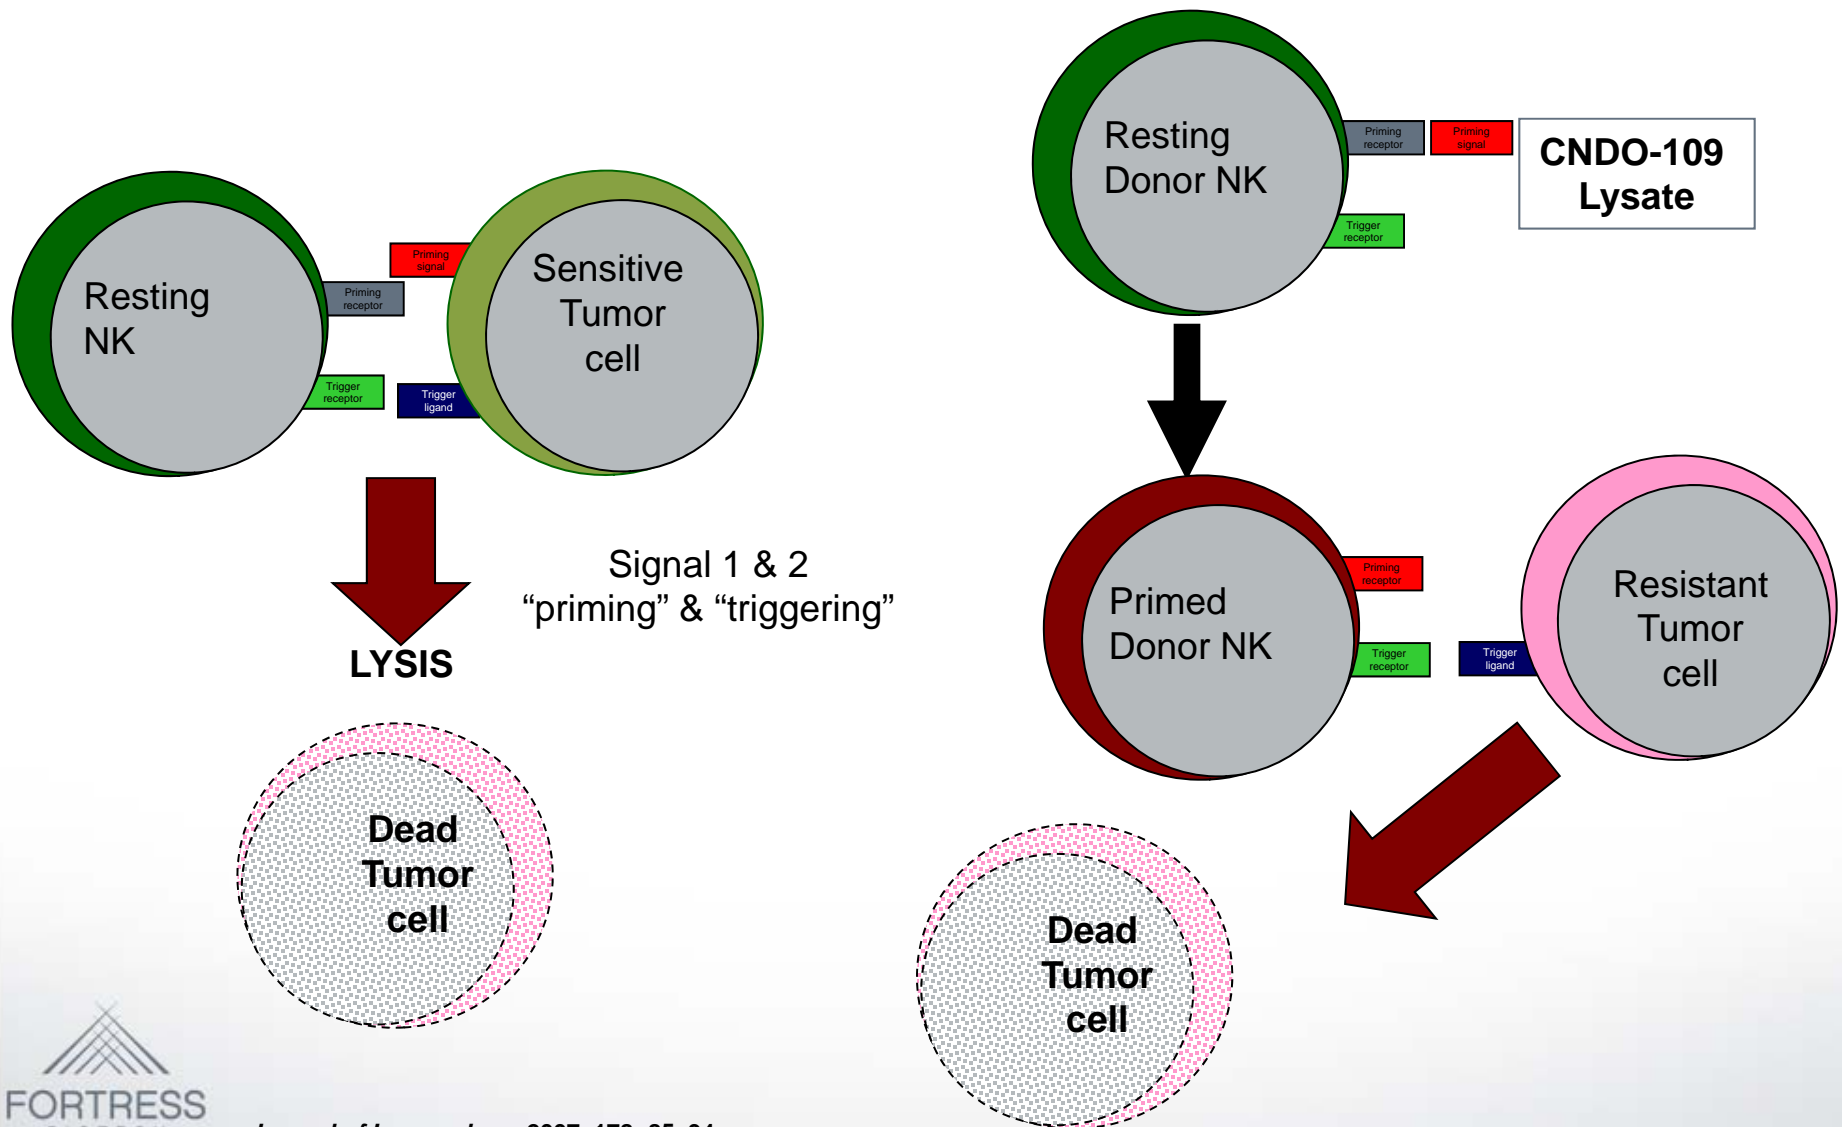 Resting
NK
Priming
signal
Priming
receptor
Trigger
receptor
Trigger
ligand
Sensitive
Tumor
cell
Signal 1 & 2
“priming” & “triggering”
LYSIS
Dead
Tumor
cell
Resting
Donor NK
Priming
receptor
Priming
signal
Trigger
receptor
CNDO-109
Lysate
Primed
Donor NK
Priming
receptor
Trigger
receptor
Trigger
ligand
Resistant
Tumor
cell
Dead
Tumor
cell
FORTRESS